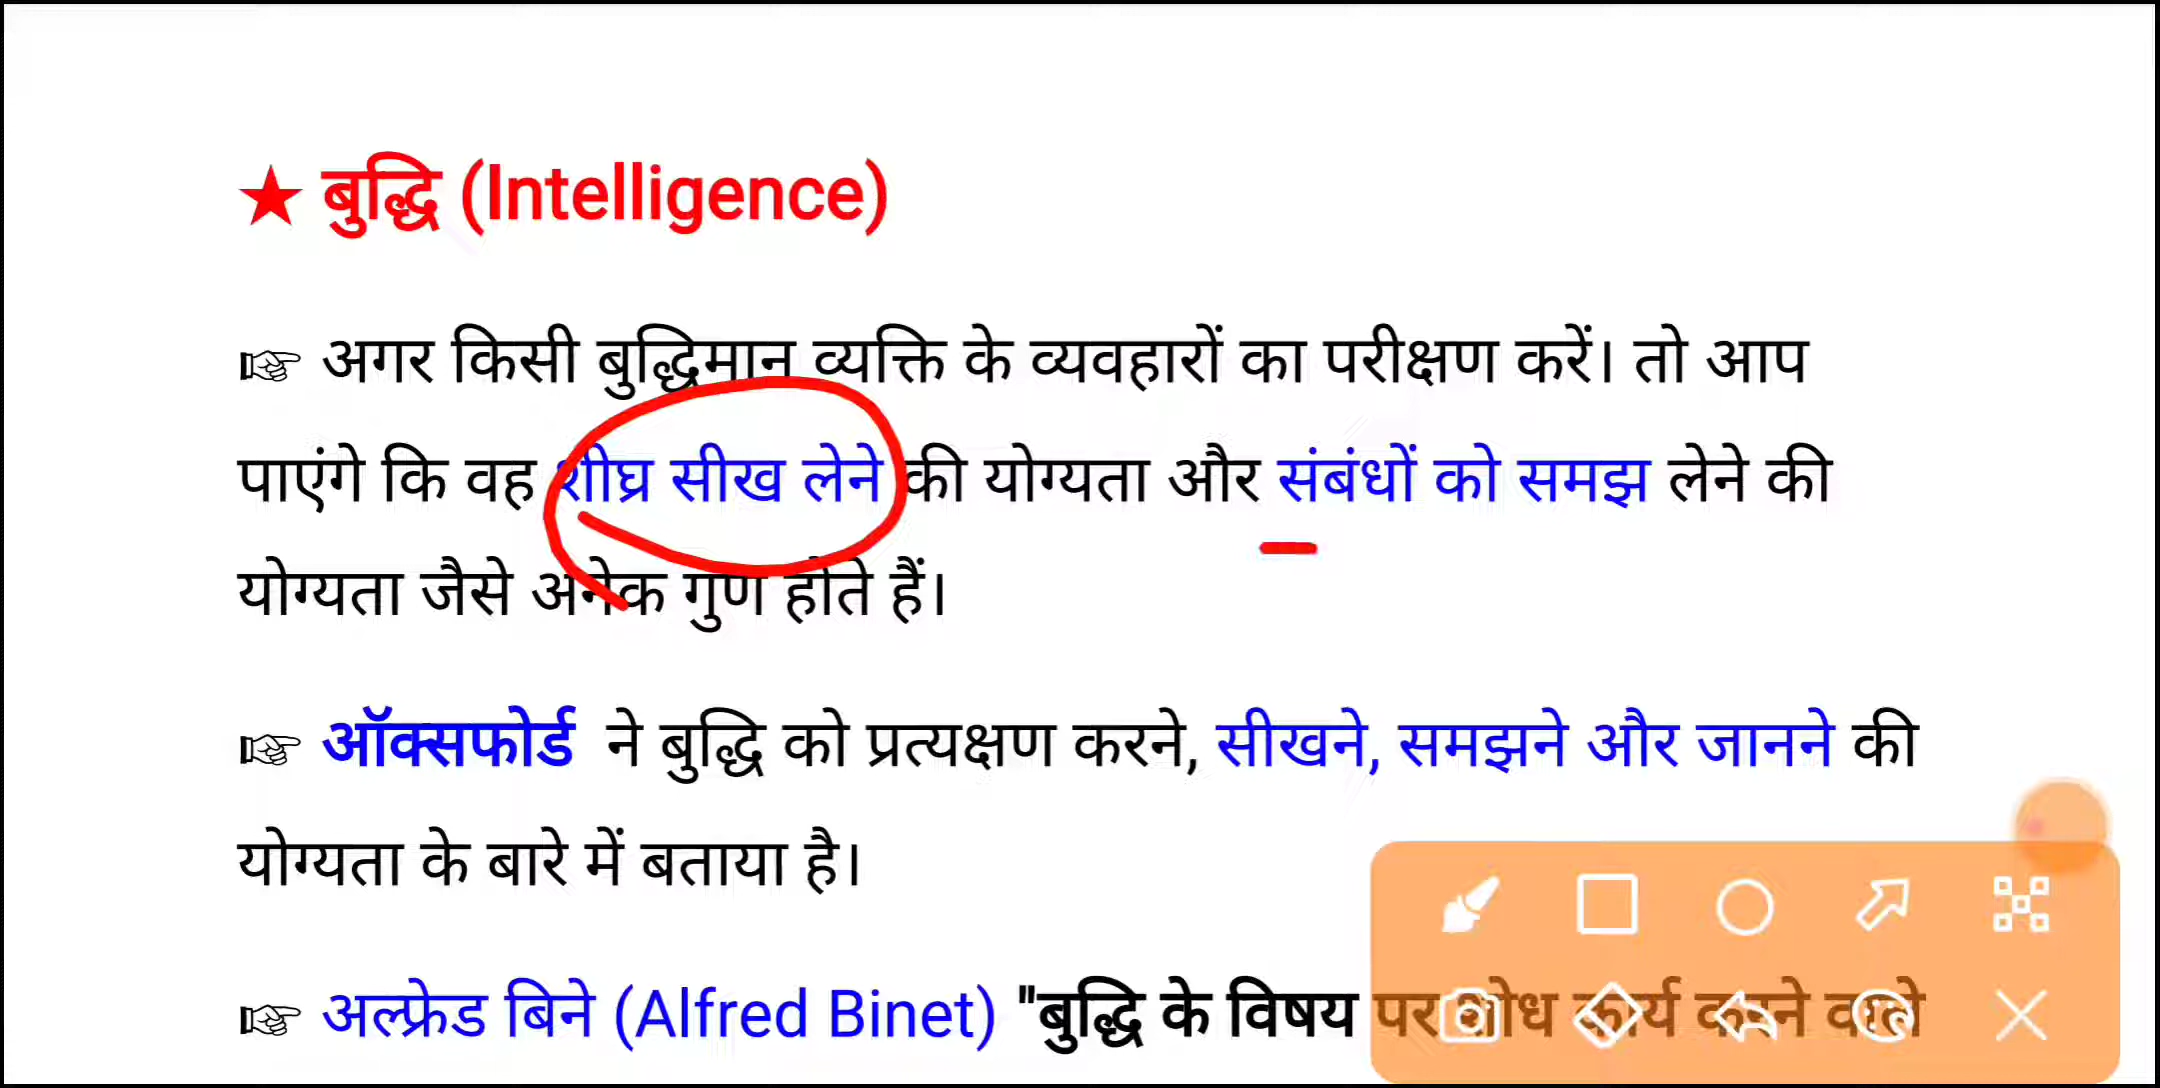 ★ बुद्धि (Intelligence)
☞ अगर किसी बुद्धिमान व्यक्ति के व्यवहारों का परीक्षण करें। तो आप
पाएंगे कि वह शीघ्र सीख लेने की योग्यता और संबंधों को समझ लेने की
योग्यता जैसे अनेक गुण होते हैं।
☞ ऑक्सफोर्ड ने बुद्धि को प्रत्यक्षण करने, सीखने, समझने और जानने की
योग्यता के बारे में बताया है।
☞ अल्फ्रेड बिने (Alfred Binet) "बुद्धि के विषय पर शोध कार्य करने वाले